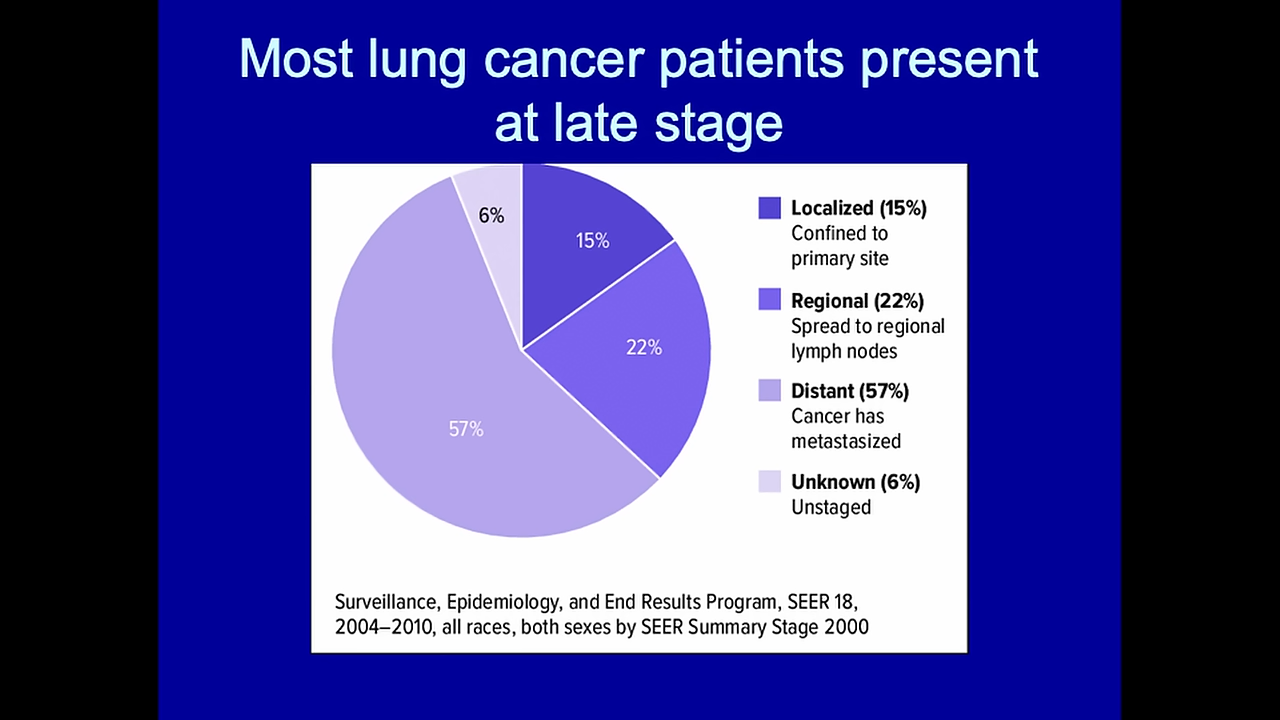 Most lung cancer patients present
at late stage
6%
15%
22%
57%
Localized (15%)
Confined to
primary site
Regional (22%)
Spread to regional
lymph nodes
Distant (57%)
Cancer has
metastasized
Unknown (6%)
Unstaged
Surveillance, Epidemiology, and End Results Program, SEER 18,
2004–2010, all races, both sexes by SEER Summary Stage 2000